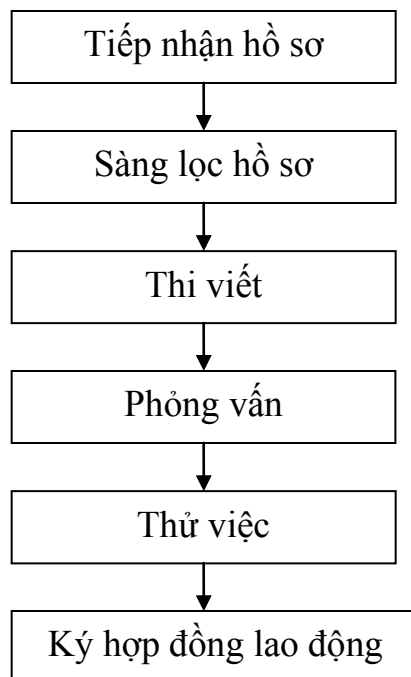 Tiếp nhận hồ sơ
Sàng lọc hồ sơ
Thi viết
Phỏng vấn
Thử việc
Ký hợp đồng lao động